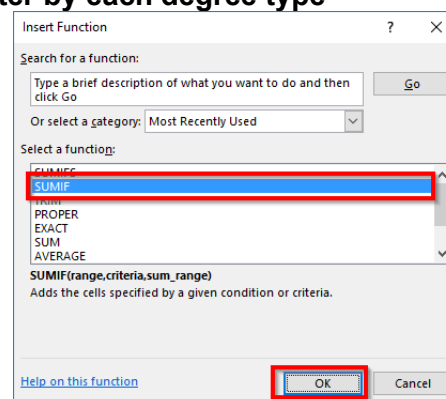 by each degree type
Insert Function ? ×
Search for a function:
Type a brief description of what you want to do and then
click Go
Go
Or select a category: Most Recently Used
Select a function:
SUMIFS
SUMIF
TRIM
PROPER
EXACT
SUM
AVERAGE
SUMIF(range,criteria,sum_range)
Adds the cells specified by a given condition or criteria.
Help on this function
OK
Cancel